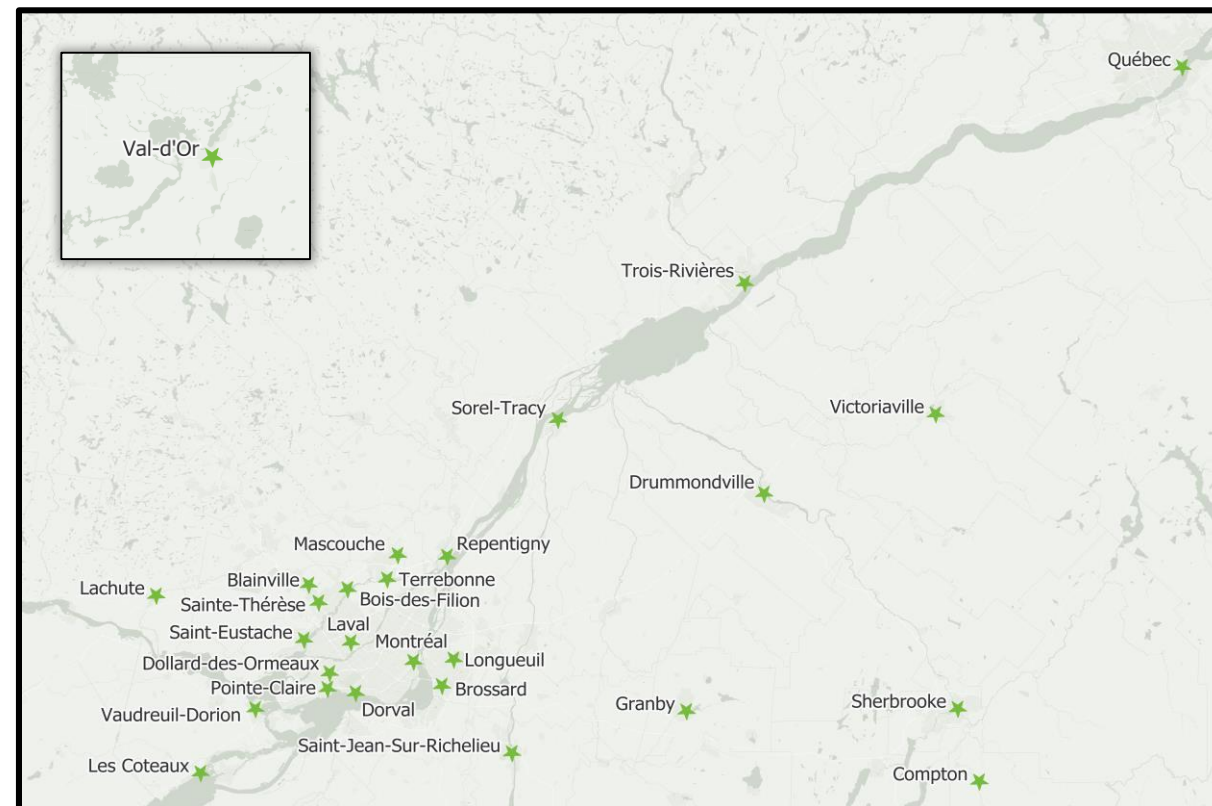 Québec
Val-d'Or
Trois-Rivières
Sorel-Tracy
Victoriaville
Drummondville
Mascouche
Repentigny
Blainville
Terrebonne
Lachute
Sainte-Thérèse
Bois-des-Filion
Saint-Eustache
Laval
Montréal
Dollard-des-Ormeaux
Longueuil
Pointe-Claire
Brossard
Vaudreuil-Dorion
Dorval
Granby
Sherbrooke
Saint-Jean-Sur-Richelieu
Les Coteaux
Compton